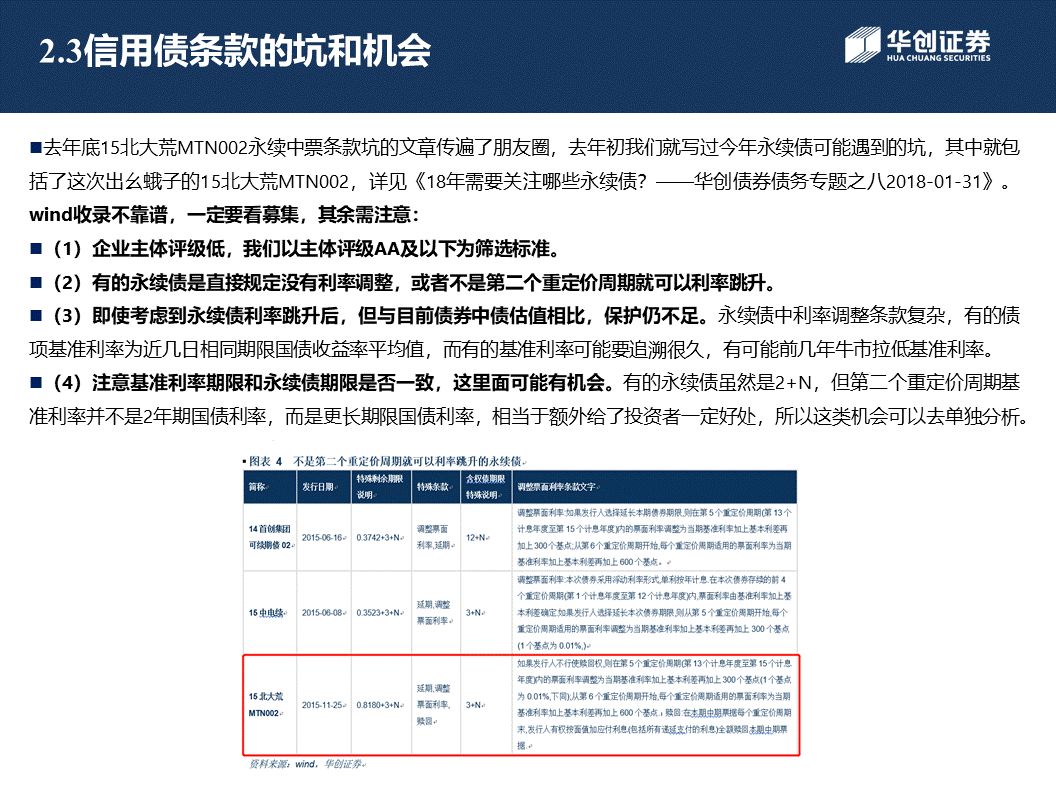 2.3信用债条款的坑和机会
华创证券
HUA CHUANG SECURITIES
■去年底15北大荒MTN002永续中票条款坑的文章传遍了朋友圈，去年初我们就写过今年永续债可能遇到的坑，其中就包
括了这次出幺蛾子的15北大荒MTN002，详见《18年需要关注哪些永续债？——华创债券债务专题之八2018-01-31》。
wind收录不靠谱，一定要看募集，其余需注意：
■（1）企业主体评级低，我们以主体评级AA及以下为筛选标准。
■（2）有的永续债是直接规定没有利率调整，或者不是第二个重定价周期就可以利率跳升。
■（3）即使考虑到永续债利率跳升后，但与目前债券中债估值相比，保护仍不足。永续债中利率调整条款复杂，有的债
项基准利率为近几日相同期限国债收益率平均值，而有的基准利率可能要追溯很久，有可能前几年牛市拉低基准利率。
■（4）注意基准利率期限和永续债期限是否一致，这里面可能有机会。有的永续债虽然是2+N，但第二个重定价周期基
准利率并不是2年期国债利率，而是更长期限国债利率，相当于额外给了投资者一定好处，所以这类机会可以去单独分析。
▪图表 4 不是第二个重定价周期就可以利率跳升的永续债
简称 发行日期 特殊剩余期限 特殊条款 含权债期限 调整票面利率条款文字
说明 特殊说明
14首创集团
可续期债02
2015-06-16
0.3742+3+N
调整票面
利率,延期
12+N
调整票面利率:如果发行人选择延长本期债券期限,则在第5个重定价周期(第13个
计息年度至第15个计息年度)内的票面利率调整为当期基准利率加上基本利差再
加上300个基点;从第6个重定价周期开始,每个重定价周期适用的票面利率为当期
基准利率加上基本利差再加上600个基点。
15中电续
2015-06-08
0.3523+3+N
延期,调整
票面利率
3+N
调整票面利率:本次债券采用浮动利率形式,单利按年计息.在本次债券存续的前4
个重定价周期(第1个计息年度至第12个计息年度)内,票面利率由基准利率加上基
本利差确定.如果发行人选择延长本次债券期限,则从第5个重定价周期开始,每个
重定价周期适用的票面利率调整为当期基准利率加上基本利差再加上300个基点
(1个基点为0.01%,)
15北大荒
MTN002
2015-11-25
0.8180+3+N
延期,调整
票面利率,
赎回
3+N
如果发行人不行使赎回权,则在第5个重定价周期(第13个计息年度至第15个计息
年度)内的票面利率调整为当期基准利率加上基本利差再加上300个基点(1个基点
为0.01%,下同);从第6个重定价周期开始,每个重定价周期适用的票面利率为当期
基准利率加上基本利差再加上600个基点.；赎回:在本期中期票据每个重定价周期
末,发行人有权按面值加应付利息(包括所有递延支付的利息)全额赎回本期中期票
据.
资料来源：wind，华创证券